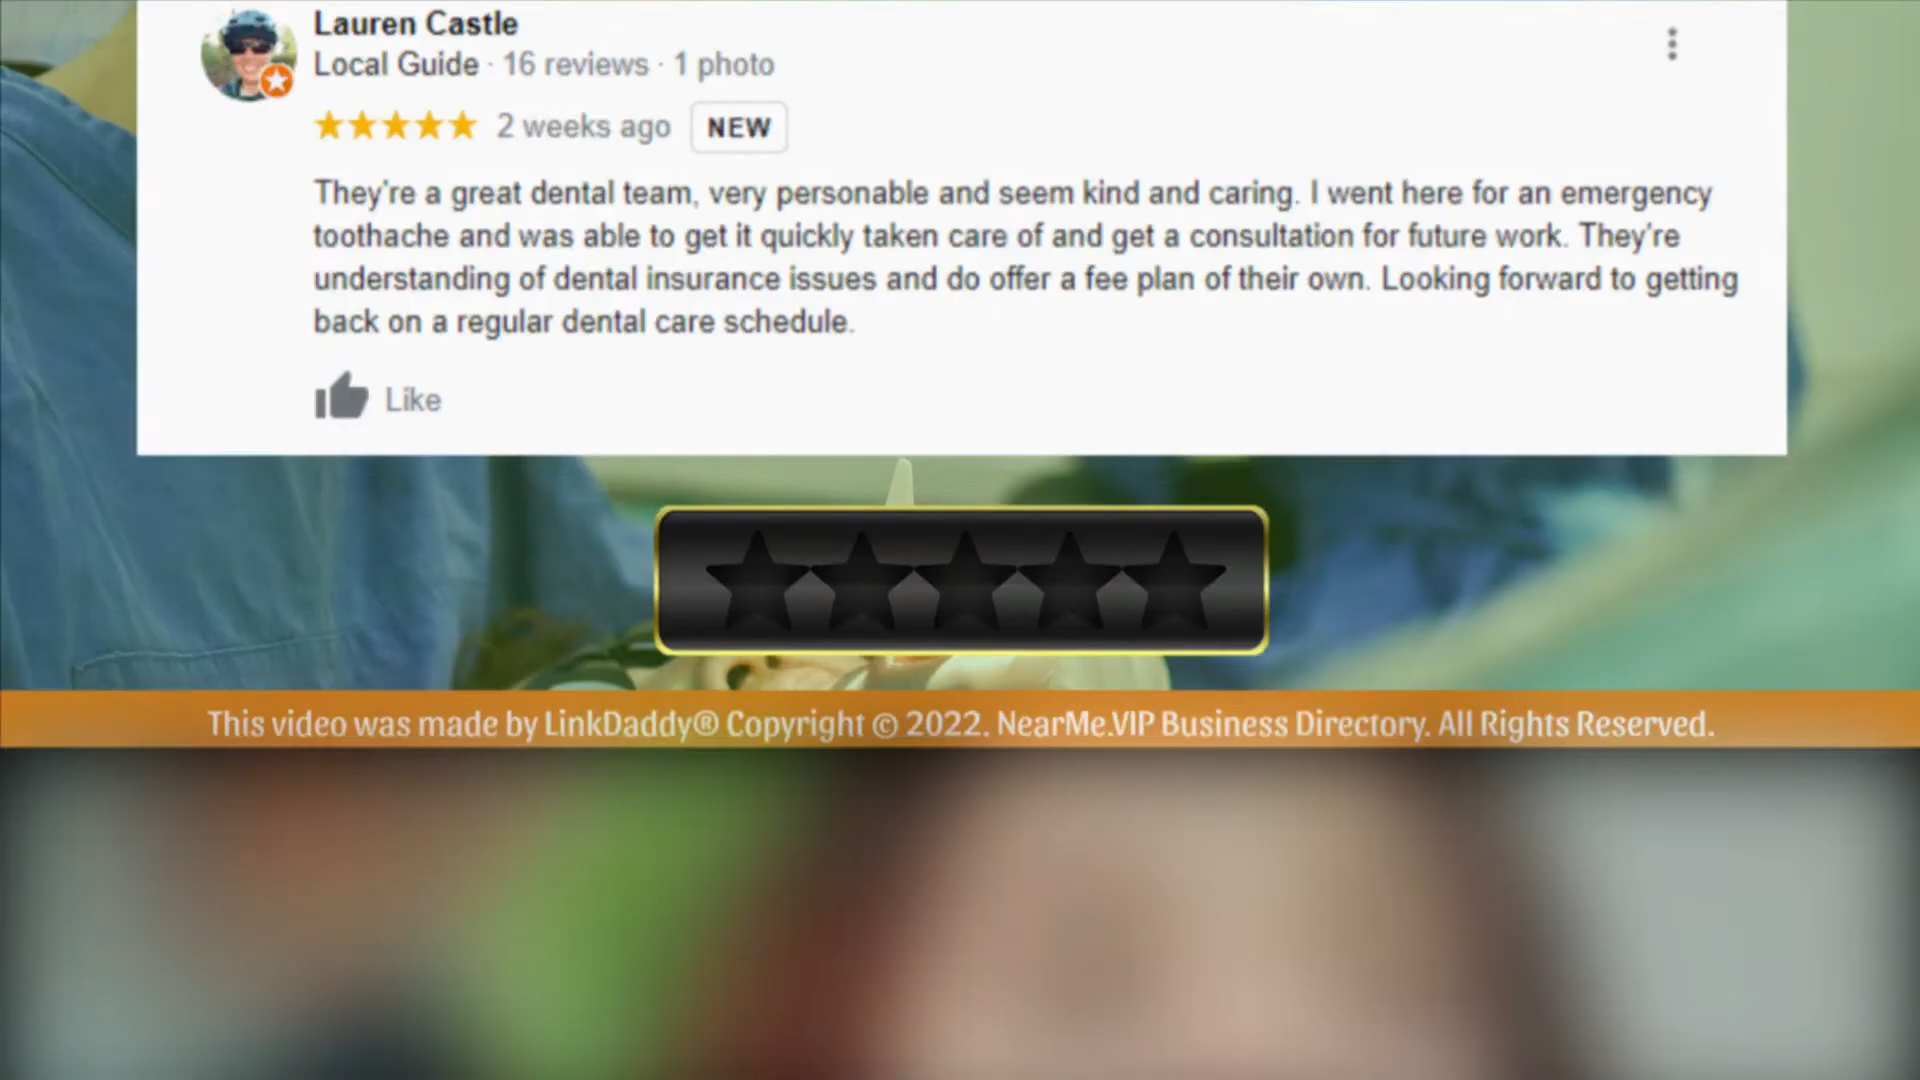 Lauren Castle
Local Guide · 16 reviews · 1 photo
2 weeks ago NEW
They're a great dental team, very personable and seem kind and caring. I went here for an emergency
toothache and was able to get it quickly taken care of and get a consultation for future work. They're
understanding of dental insurance issues and do offer a fee plan of their own. Looking forward to getting
back on a regular dental care schedule.
Like
This video was made by LinkDaddy® Copyright © 2022. NearMe.VIP Business Directory. All Rights Reserved.